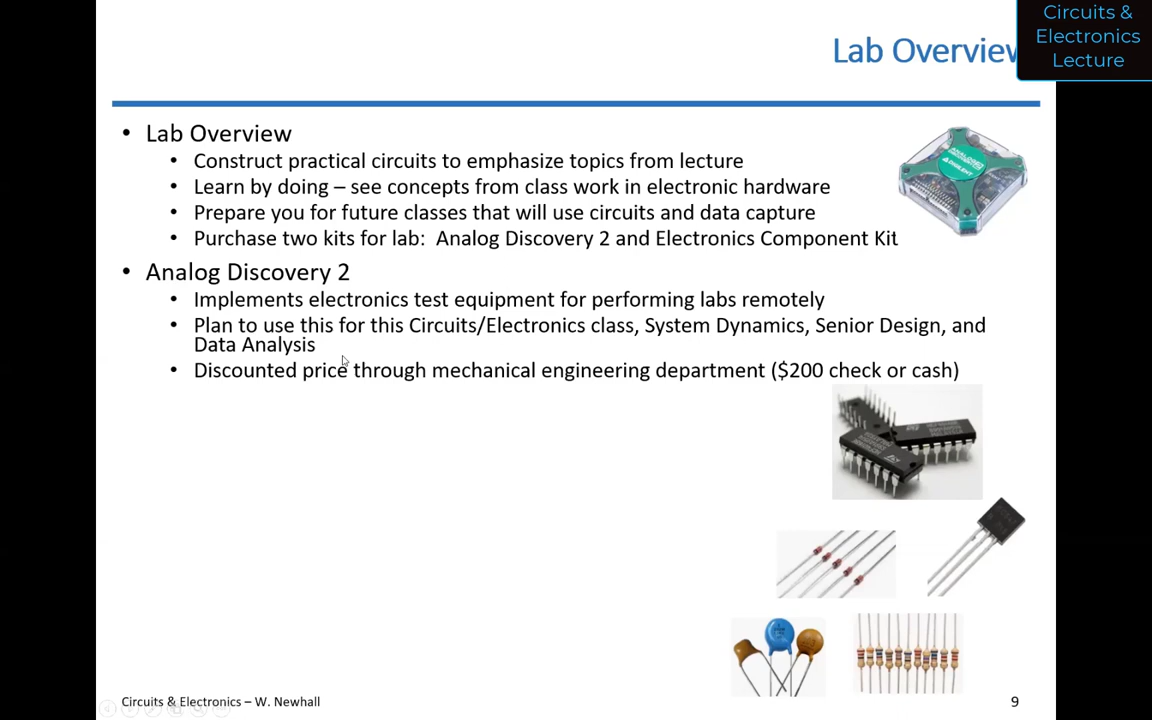 Circuits &
Electronics
Lecture
Lab Overview
• Lab Overview
• Construct practical circuits to emphasize topics from lecture
• Learn by doing – see concepts from class work in electronic hardware
• Prepare you for future classes that will use circuits and data capture
• Purchase two kits for lab: Analog Discovery 2 and Electronics Component Kit
• Analog Discovery 2
• Implements electronics test equipment for performing labs remotely
• Plan to use this for this Circuits/Electronics class, System Dynamics, Senior Design, and
Data Analysis
• Discounted price through mechanical engineering department ($200 check or cash)
Circuits & Electronics – W. Newhall
9